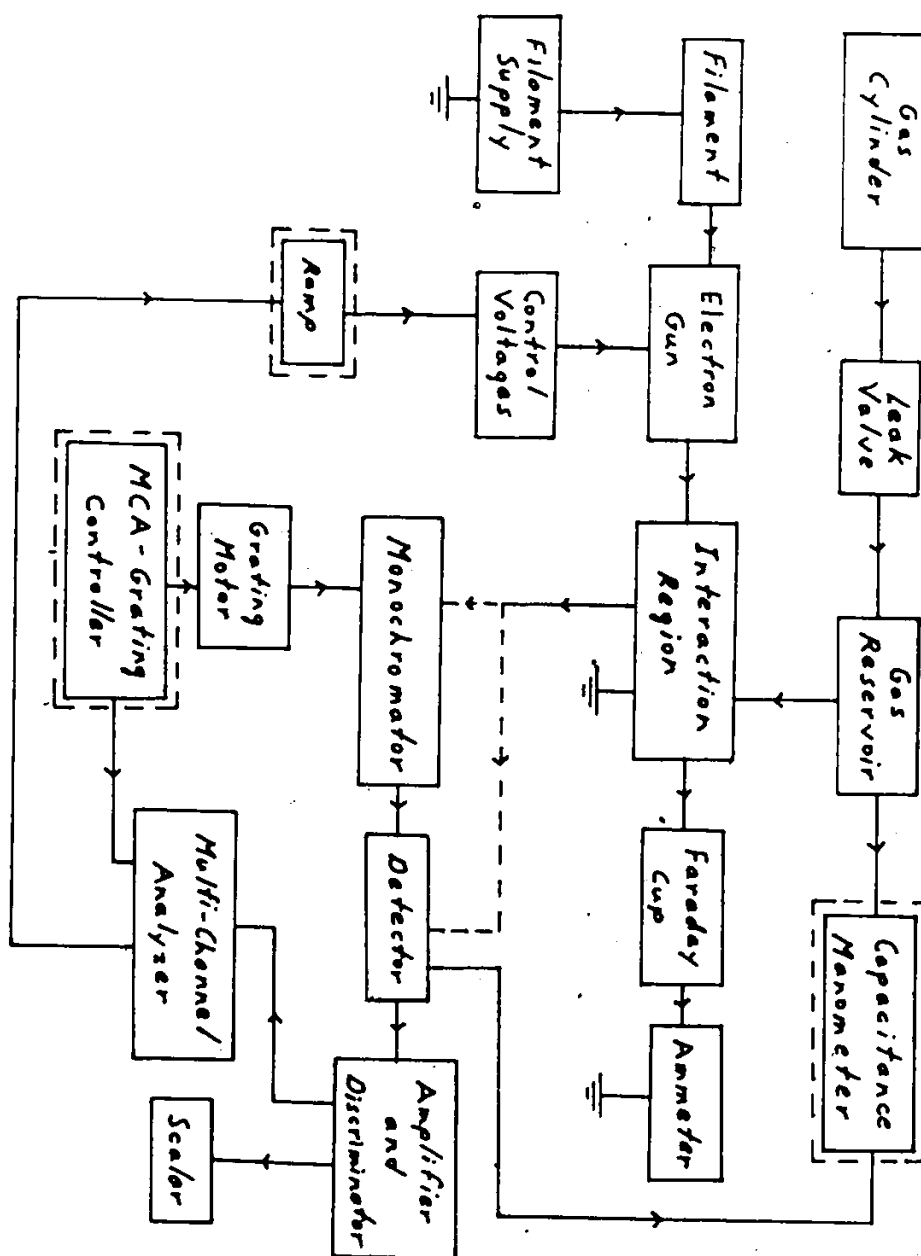 Gas
Cylinder
Leak
Valve
Gas
Reservoir
Capacitance
Manometer
Filament
Electron
Gun
Interaction
Region
Faraday
Cup
Ammeter
Filament
Supply
Control
Voltages
Ramp
Monochromator
Detector
Amplifier
and
Discriminator
Grating
Motor
Multi-Channel
Analyzer
Scalar
MCA-Grating
Controller